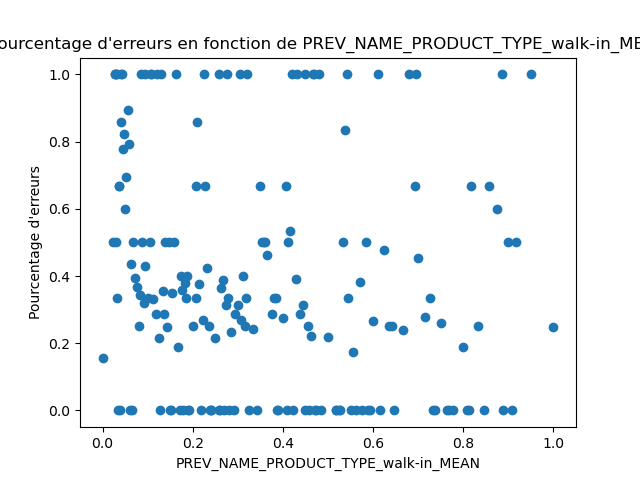 ourcentage d'erreurs en fonction de PREV_NAME_PRODUCT_TYPE_walk-in_ME
1.0
0.8
0.6
0.4
0.2
0.0
Pourcentage d'erreurs
0.0 0.2 0.4 0.6 0.8 1.0
PREV_NAME_PRODUCT_TYPE_walk-in_MEAN